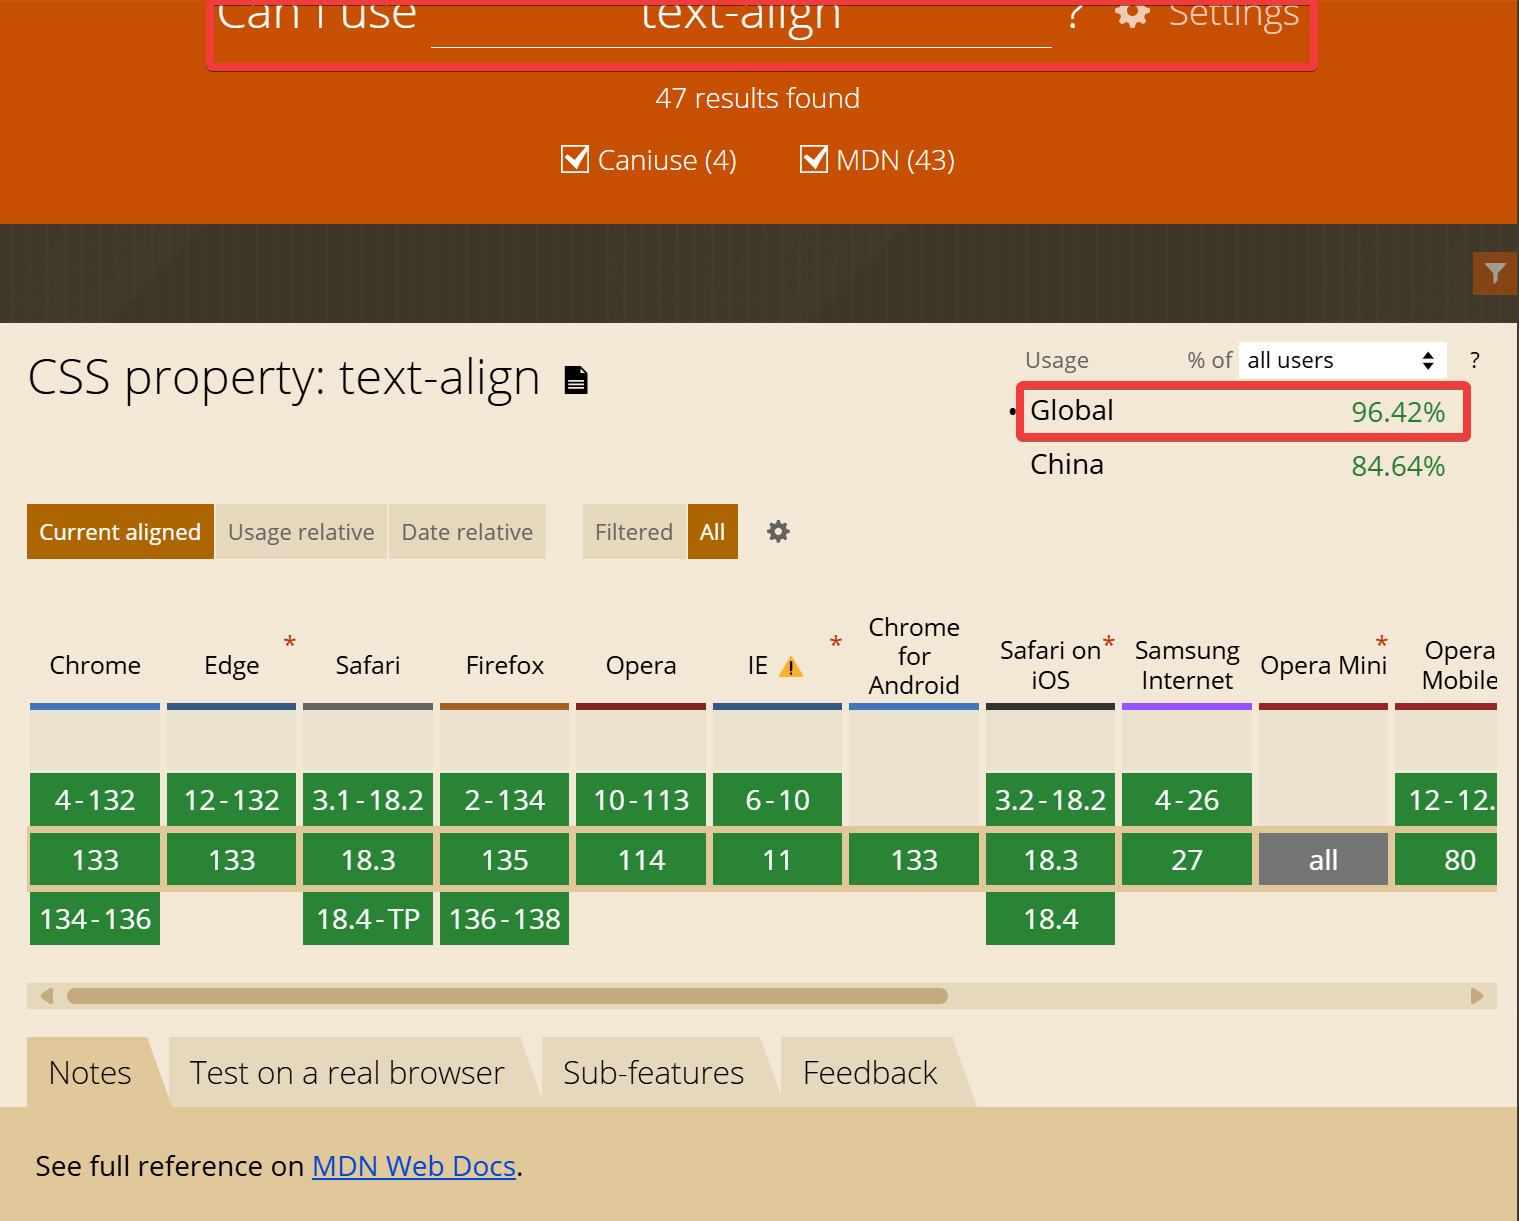 Can I use text-align ? Settings
47 results found
Caniuse (4) MDN (43)
CSS property: text-align
Usage % of all users ?
Global 96.42%
China 84.64%
Current aligned Usage relative Date relative Filtered All
Chrome Edge * Safari Firefox Opera IE * Chrome for Android Safari on iOS * Samsung Internet Opera Mini * Opera Mobile
4-132 12-132 3.1-18.2 2-134 10-113 6-10 3.2-18.2 4-26 12-12.
133 133 18.3 135 114 11 133 18.3 27 all 80
134-136 18.4-TP 136-138 18.4
Notes Test on a real browser Sub-features Feedback
See full reference on MDN Web Docs.